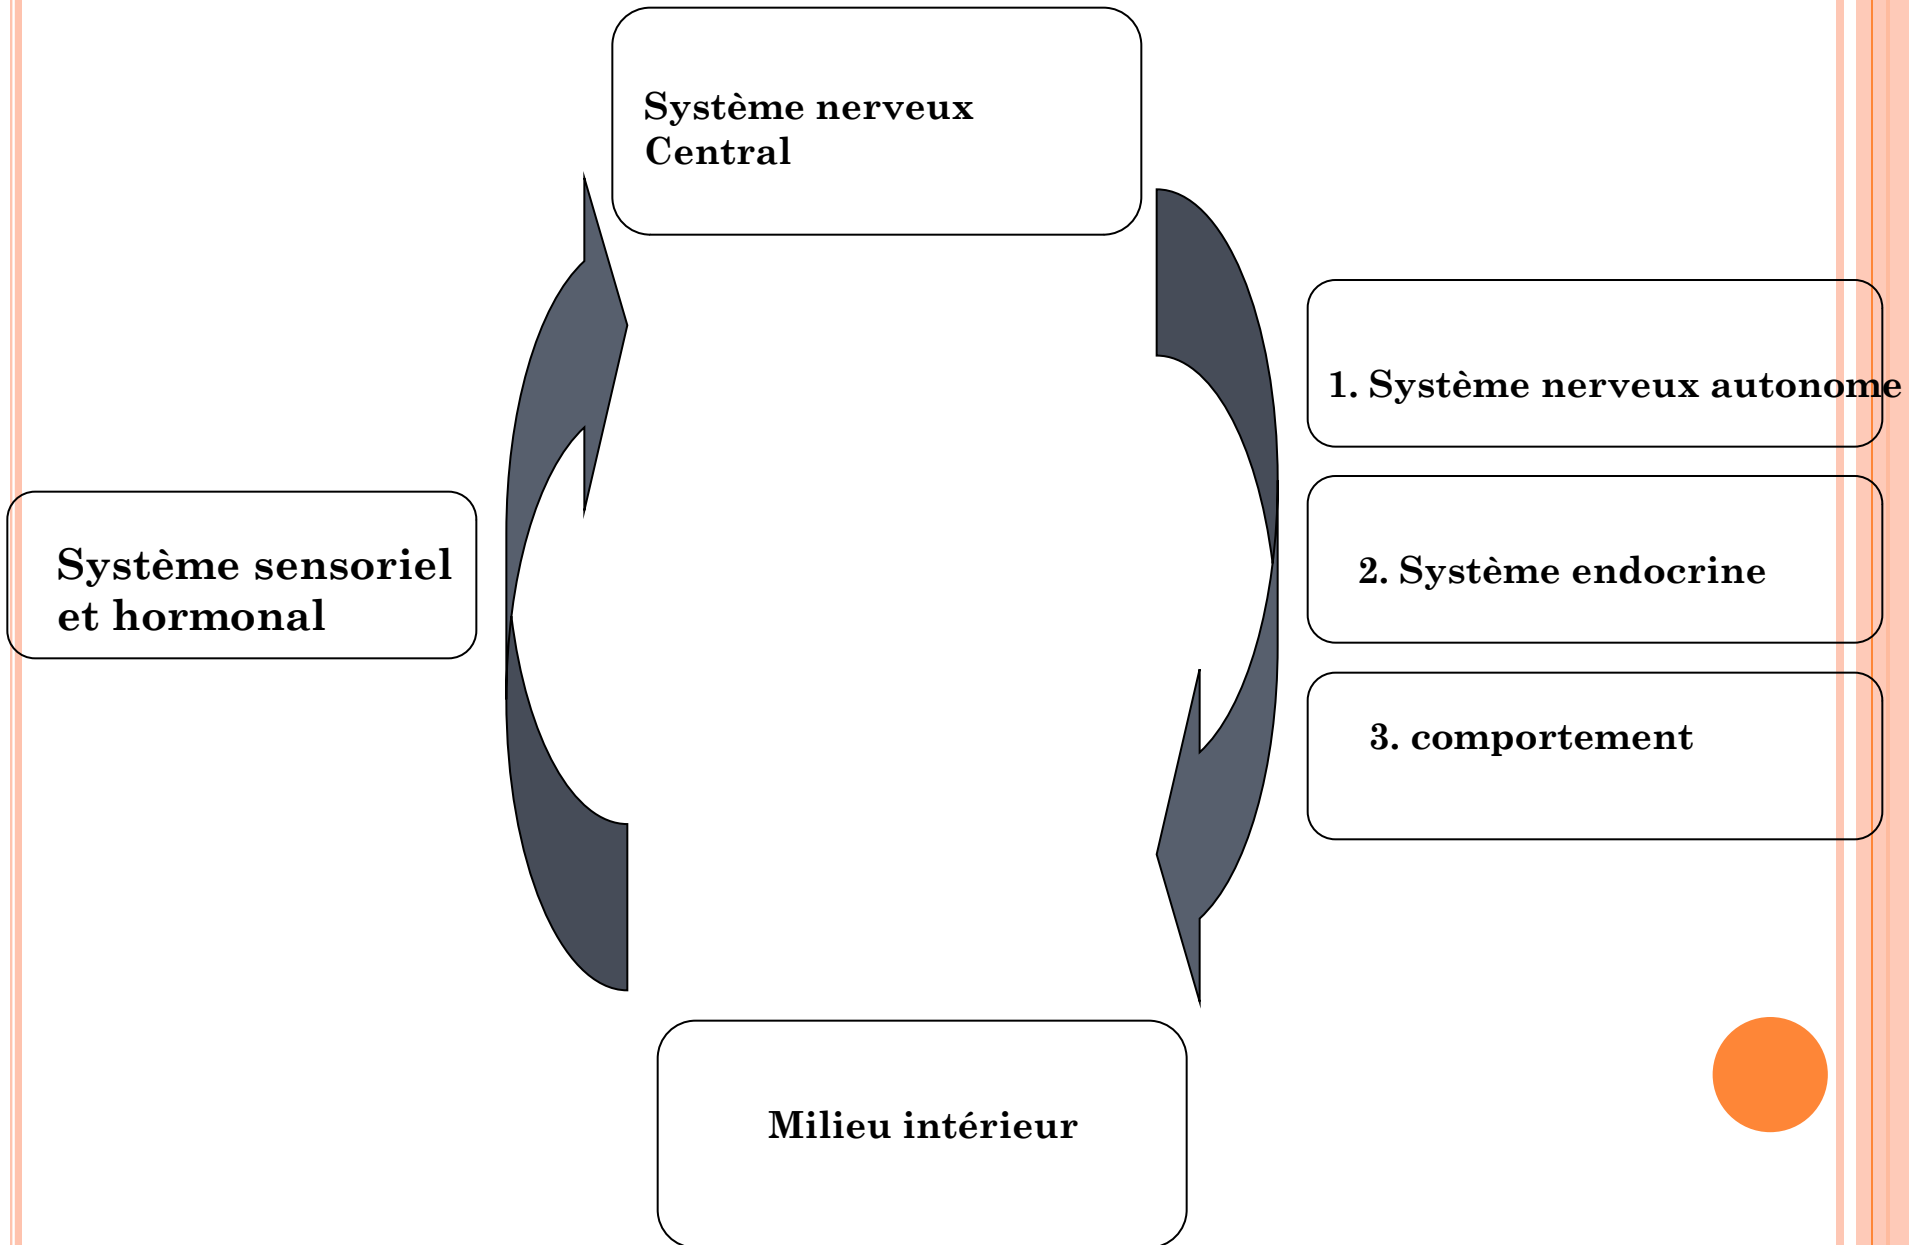 Système nerveux
Central
1. Système nerveux autonome
Système sensoriel
et hormonal
2. Système endocrine
3. comportement
Milieu intérieur